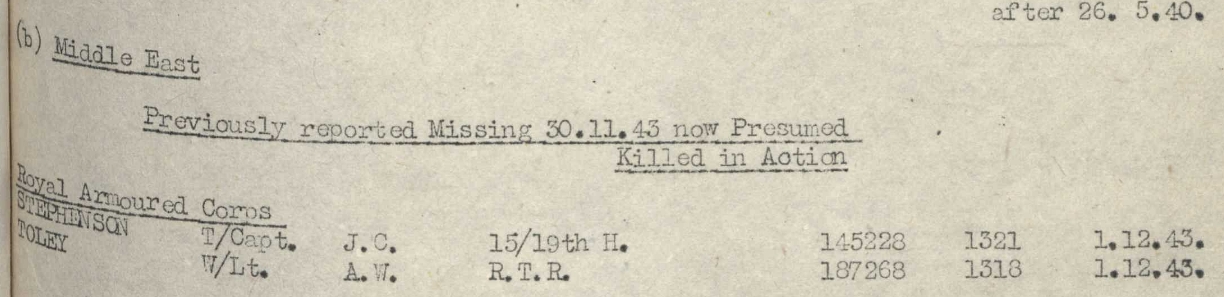 after 26. 5.40.
(b) Middle East
Previously reported Missing 30.11.43 now Presumed
Killed in Action
Royal Armoured Corps
STEPHENSON T/Capt. J.C. 15/19th H. 145228 1321 1.12.43.
TOLEY W/Lt. A.W. R.T.R. 187268 1318 1.12.43.